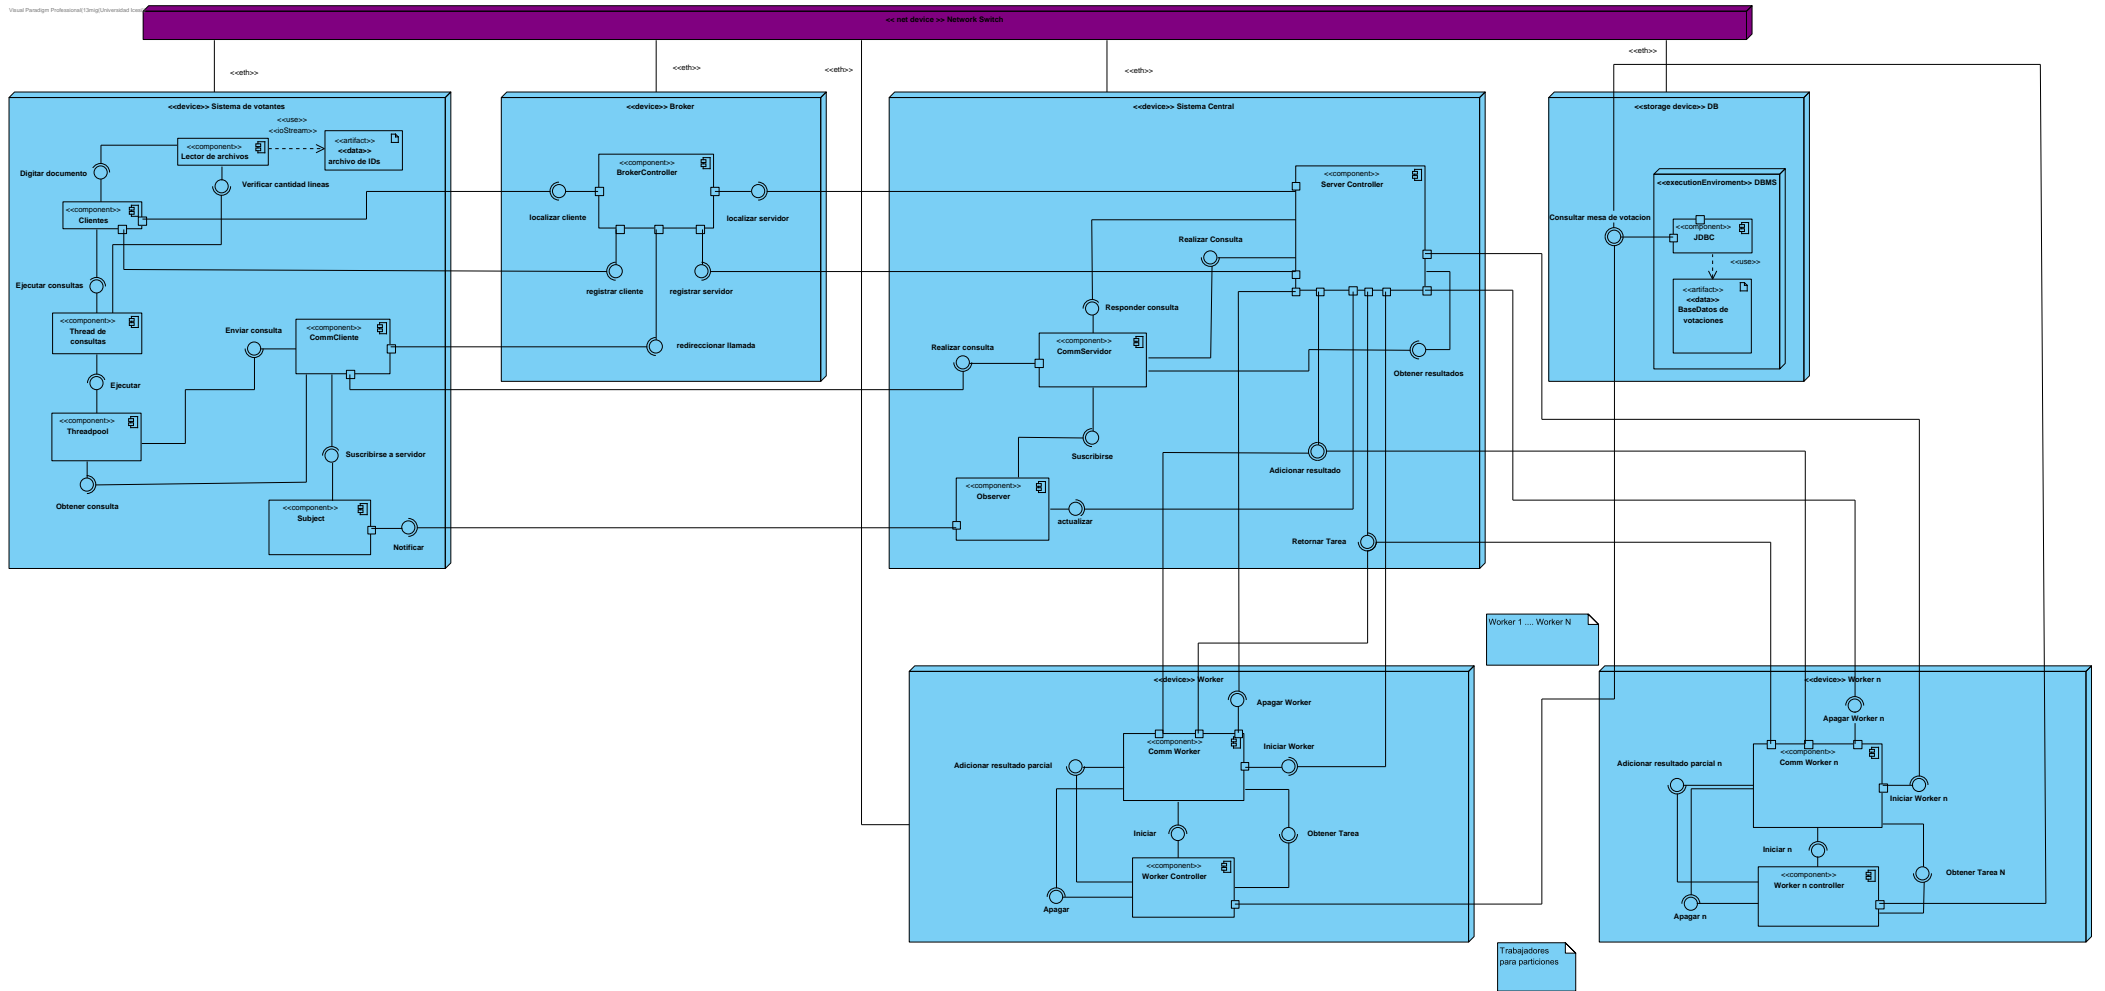 Visual Paradigm Professional(13mig(Universidad Icesi
<< net device >> Network Switch
<<eth>>
<<eth>>
<<eth>>
<<eth>>
<<eth>>
<<device>> Sistema de votantes
<<use>>
<<ioStream>>
<<component>>
Lector de archivos
<<artifact>>
<<data>>
archivo de IDs
Digitar documento
Verificar cantidad lineas
<<component>>
Clientes
Ejecutar consultas
<<component>>
Thread de
consultas
Enviar consulta
<<component>>
CommCliente
Ejecutar
<<component>>
Threadpool
Suscribirse a servidor
Obtener consulta
<<component>>
Subject
Notificar
<<device>> Broker
<<component>>
BrokerController
localizar cliente
localizar servidor
registrar cliente
registrar servidor
redireccionar llamada
<<device>> Sistema Central
<<component>>
Server Controller
Realizar Consulta
Responder consulta
Realizar consulta
<<component>>
CommServidor
Obtener resultados
Suscribirse
Adicionar resultado
<<component>>
Observer
actualizar
Retornar Tarea
<<storage device>> DB
<<executionEnviroment>> DBMS
Consultar mesa de votacion
<<component>>
JDBC
<<use>>
<<artifact>>
<<data>>
BaseDatos de
votaciones
Worker 1 .... Worker N
<<device>> Worker
Apagar Worker
<<component>>
Comm Worker
Iniciar Worker
Adicionar resultado parcial
Iniciar
Obtener Tarea
<<component>>
Worker Controller
Apagar
<<device>> Worker n
Apagar Worker n
<<component>>
Comm Worker n
Adicionar resultado parcial n
Iniciar Worker n
Iniciar n
Obtener Tarea N
<<component>>
Worker n controller
Apagar n
Trabajadores
para particiones